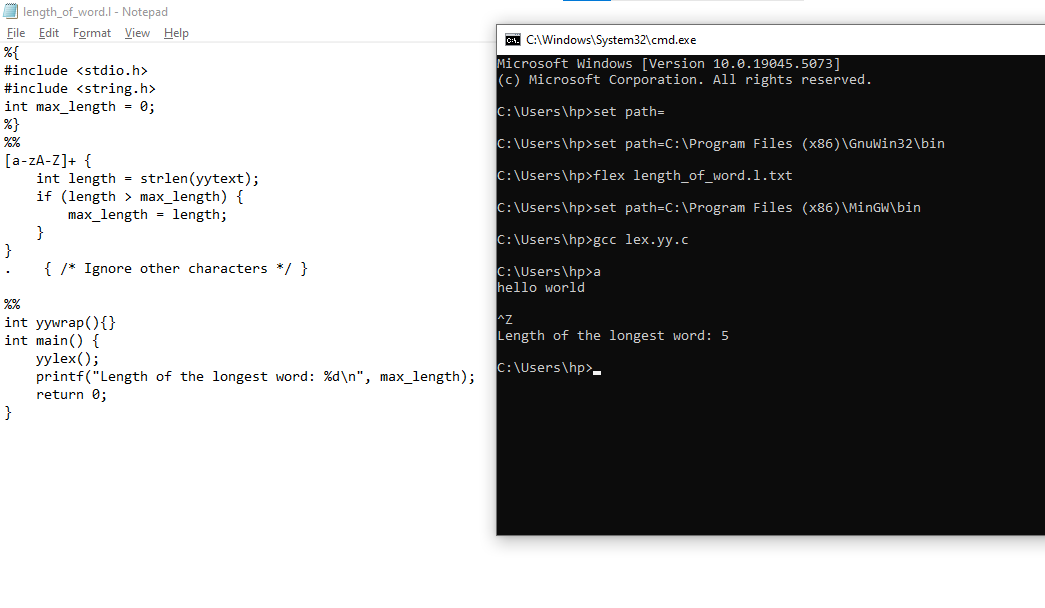 length_of_word.l - Notepad
File Edit Format View Help
%{
#include <stdio.h>
#include <string.h>
int max_length = 0;
%}
%%
[a-zA-Z]+ {
    int length = strlen(yytext);
    if (length > max_length) {
        max_length = length;
    }
}
.    { /* Ignore other characters */ }
%%
int yywrap(){}
int main() {
    yylex();
    printf("Length of the longest word: %d\n", max_length);
    return 0;
}
C:\Windows\System32\cmd.exe
Microsoft Windows [Version 10.0.19045.5073]
(c) Microsoft Corporation. All rights reserved.
C:\Users\hp>set path=
C:\Users\hp>set path=C:\Program Files (x86)\GnuWin32\bin
C:\Users\hp>flex length_of_word.l.txt
C:\Users\hp>set path=C:\Program Files (x86)\MinGW\bin
C:\Users\hp>gcc lex.yy.c
C:\Users\hp>a
hello world
^Z
Length of the longest word: 5
C:\Users\hp>